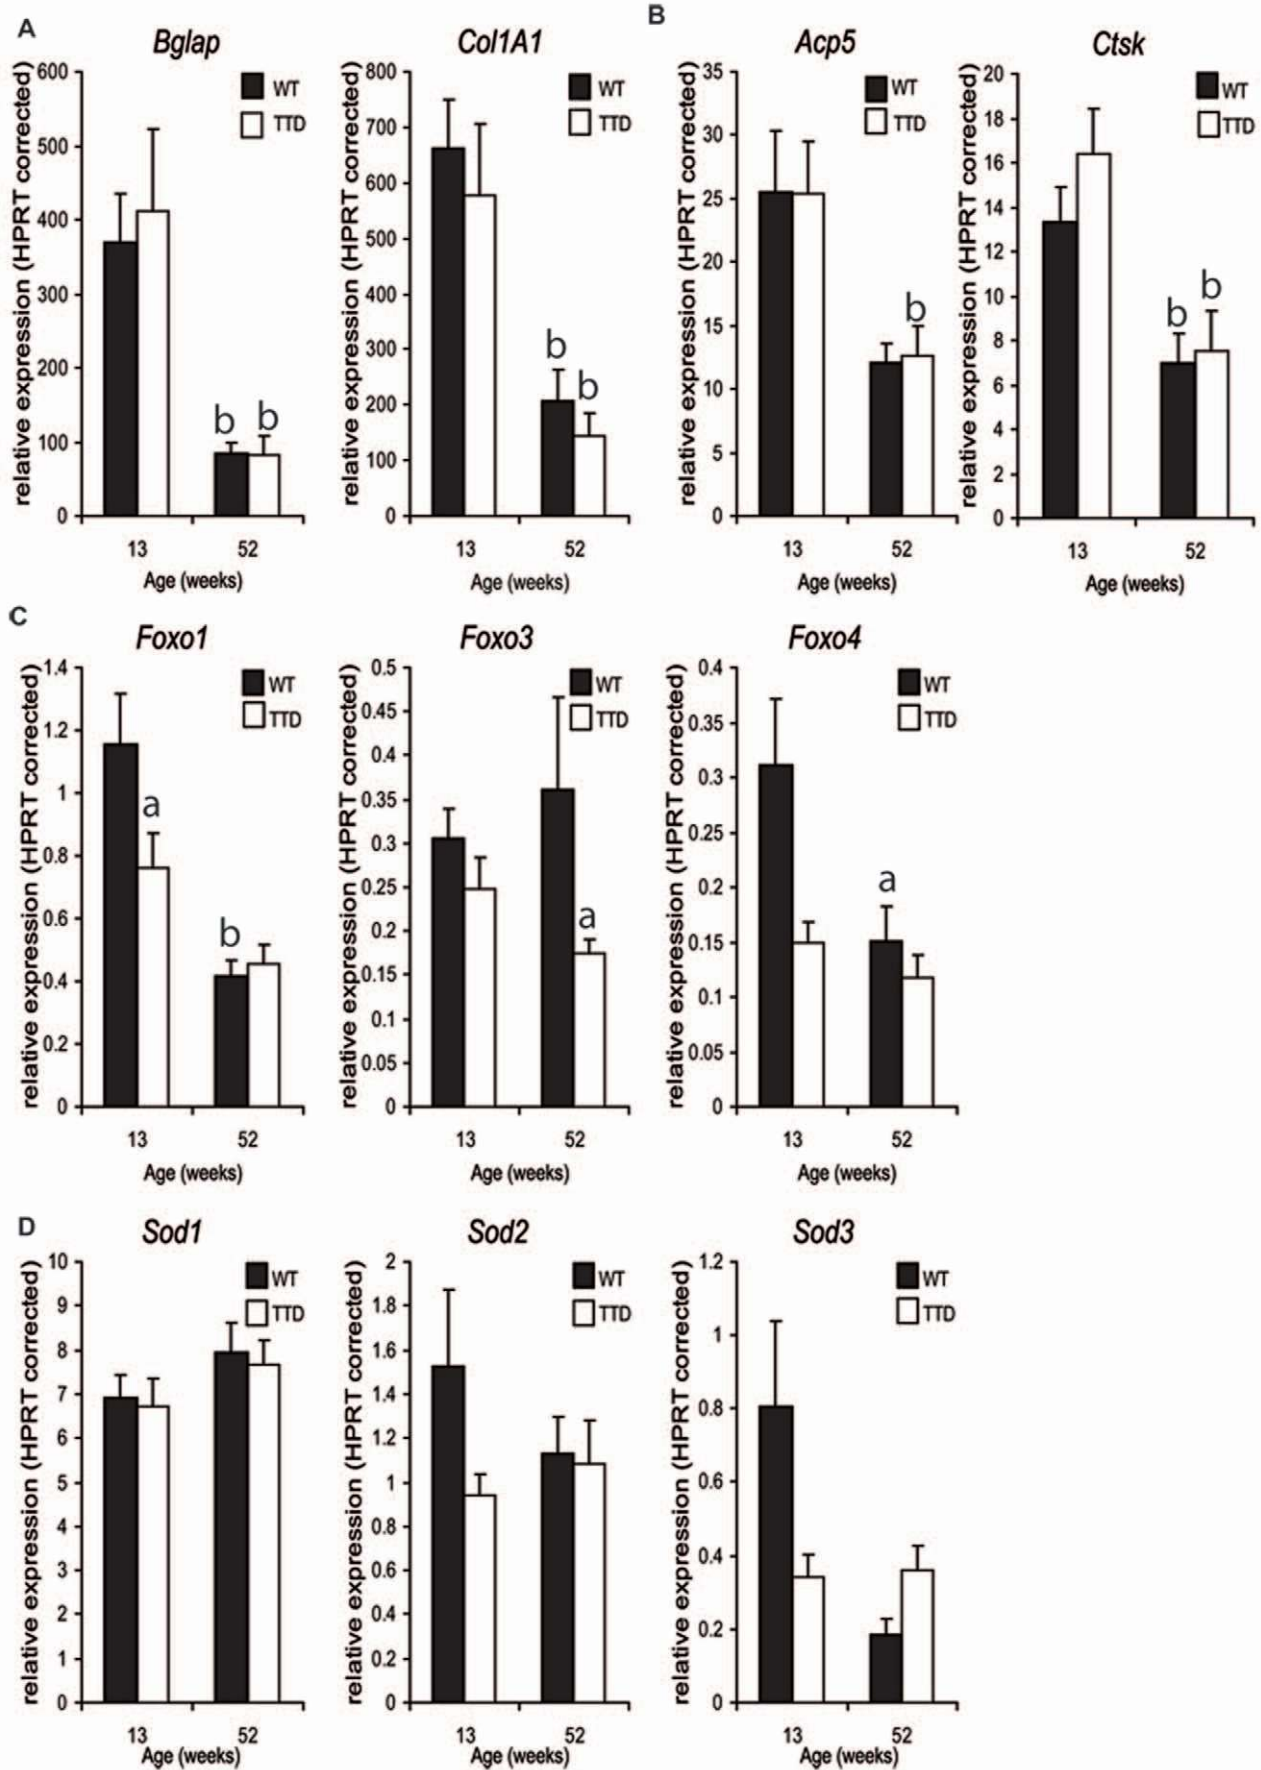 A
B
Bglap
Col1A1
Acp5
Ctsk
relative expression (HPRT corrected)
600
500
400
300
200
100
0
WT
TTD
b
b
13
52
Age (weeks)
relative expression (HPRT corrected)
800
700
600
500
400
300
200
100
0
WT
TTD
b
b
13
52
Age (weeks)
relative expression (HPRT corrected)
35
30
25
20
15
10
5
0
WT
TTD
b
13
52
Age (weeks)
relative expression (HPRT corrected)
20
18
16
14
12
10
8
6
4
2
0
WT
TTD
b
b
13
52
Age (weeks)
C
Foxo1
Foxo3
Foxo4
relative expression (HPRT corrected)
1.4
1.2
1
0.8
0.6
0.4
0.2
0
WT
TTD
a
b
13
52
Age (weeks)
relative expression (HPRT corrected)
0.5
0.45
0.4
0.35
0.3
0.25
0.2
0.15
0.1
0.05
0
WT
TTD
a
13
52
Age (weeks)
relative expression (HPRT corrected)
0.4
0.35
0.3
0.25
0.2
0.15
0.1
0.05
0
WT
TTD
a
13
52
Age (weeks)
D
Sod1
Sod2
Sod3
relative expression (HPRT corrected)
10
9
8
7
6
5
4
3
2
1
0
WT
TTD
13
52
Age (weeks)
relative expression (HPRT corrected)
2
1.8
1.6
1.4
1.2
1
0.8
0.6
0.4
0.2
0
WT
TTD
13
52
Age (weeks)
relative expression (HPRT corrected)
1.2
1
0.8
0.6
0.4
0.2
0
WT
TTD
13
52
Age (weeks)